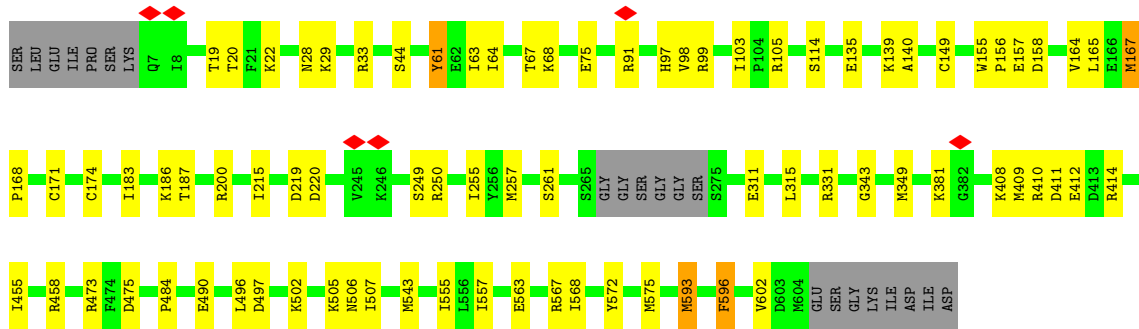 SER LEU GLU ILE PRO SER LYS Q7 I8 T19 T20 F21 K22 N28 K29 R33 S44 Y61 E62 I63 I64 T67 K68 E75 R91 H97 V98 R99 I103 P104 R105 S114 E135 K139 A140 C149 W155 P156 E157 D158 V164 L165 E166 M167
P168 C171 C174 I183 K186 T187 R200 I215 D219 D220 V245 K246 S249 R250 I255 Y256 M257 S261 S265 GLY GLY SER GLY GLY SER S275 E311 L315 R331 G343 M349 K381 G382 K408 M409 R410 D411 E412 D413 R414
I455 R458 R473 F474 D475 P484 E490 L496 D497 K502 K505 N506 I507 M543 I555 L556 I557 E563 R567 I568 Y572 M575 M593 F596 V602 D603 M604 GLU SER GLY LYS ILE ASP ILE ASP